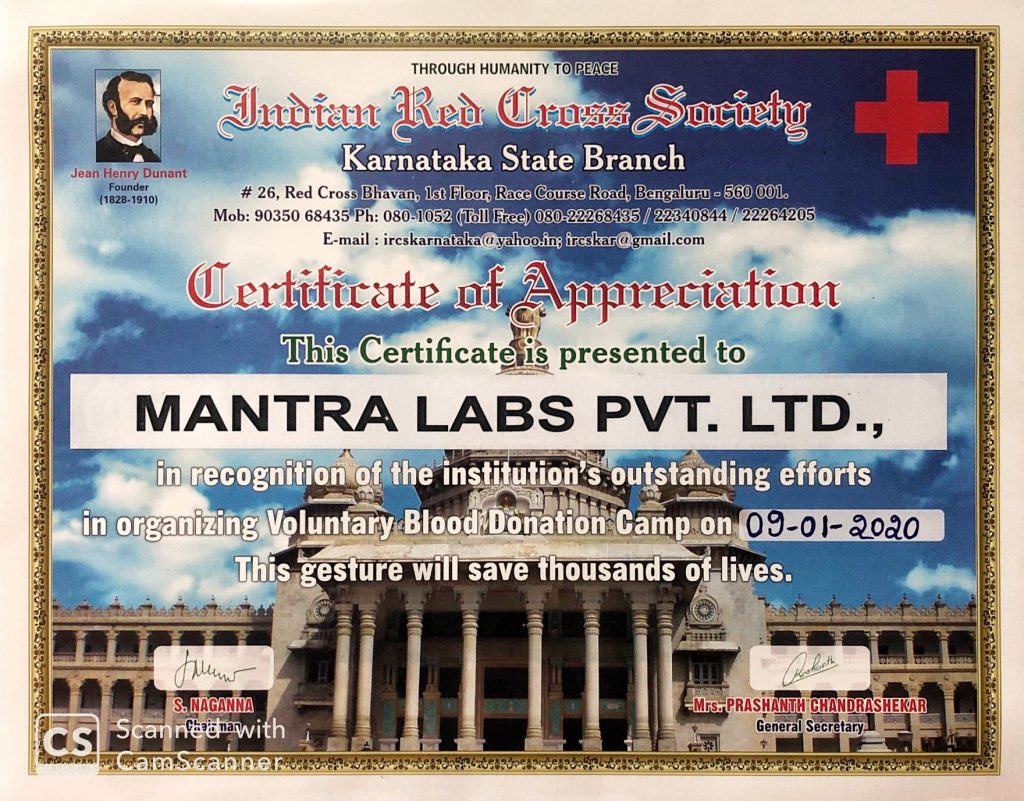 THROUGH HUMANITY TO PEACE
Indian Red Cross Society
Karnataka State Branch
# 26, Red Cross Bhavan, 1st Floor, Race Course Road, Bengaluru - 560 001.
Mob: 90350 68435 Ph: 080-1052 (Toll Free) 080-22268435 / 22340844 / 22264205
E-mail : ircskarnataka@yahoo.in; ircskar@gmail.com
Jean Henry Dunant
Founder
(1828-1910)
Certificate of Appreciation
This Certificate is presented to
MANTRA LABS PVT. LTD.,
in recognition of the institution's outstanding efforts
in organizing Voluntary Blood Donation Camp on 09-01-2020
This gesture will save thousands of lives.
S. NAGANNA
Chairman
Mrs. PRASHANTH CHANDRASHEKAR
General Secretary
CS Scanned with
CamScanner